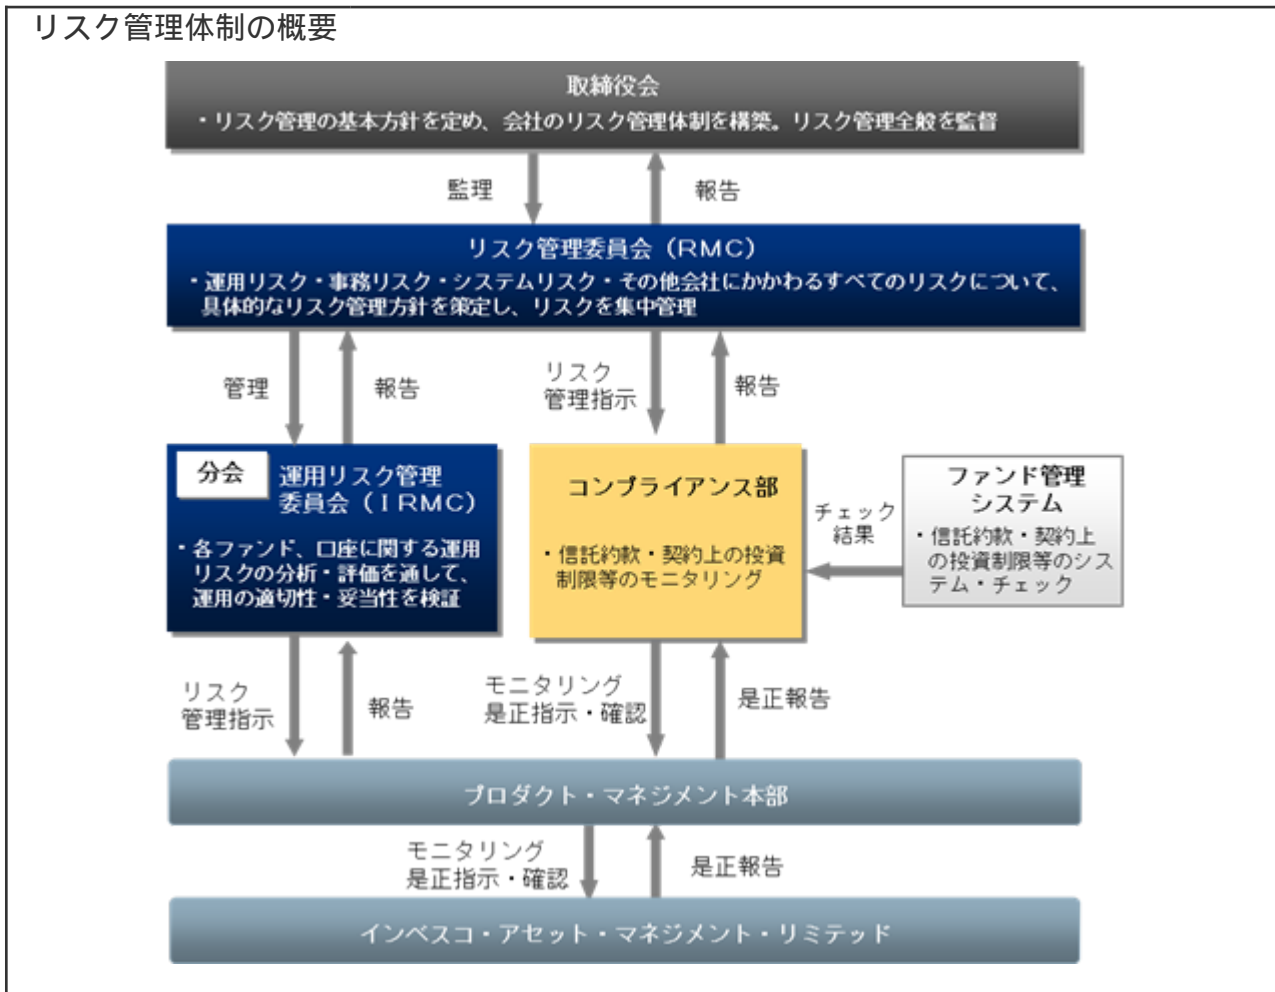 リスク管理体制の概要
取締役会
・リスク管理の基本方針を定め、会社のリスク管理体制を構築。リスク管理全般を監督
監理
報告
リスク管理委員会（RMC）
・運用リスク・事務リスク・システムリスク・その他会社にかかわるすべてのリスクについて、
具体的なリスク管理方針を策定し、リスクを集中管理
管理
報告
リスク
管理指示
報告
分会
運用リスク管理
委員会（IRMC）
・各ファンド、口座に関する運用
リスクの分析・評価を通して、
運用の適切性・妥当性を検証
コンプライアンス部
・信託約款・契約上の投資
制限等のモニタリング
チェック
結果
ファンド管理
システム
・信託約款・契約上
の投資制限等のシス
テム・チェック
リスク
管理指示
報告
モニタリング
是正指示・確認
是正報告
プロダクト・マネジメント本部
モニタリング
是正指示・確認
是正報告
インベスコ・アセット・マネジメント・リミテッド